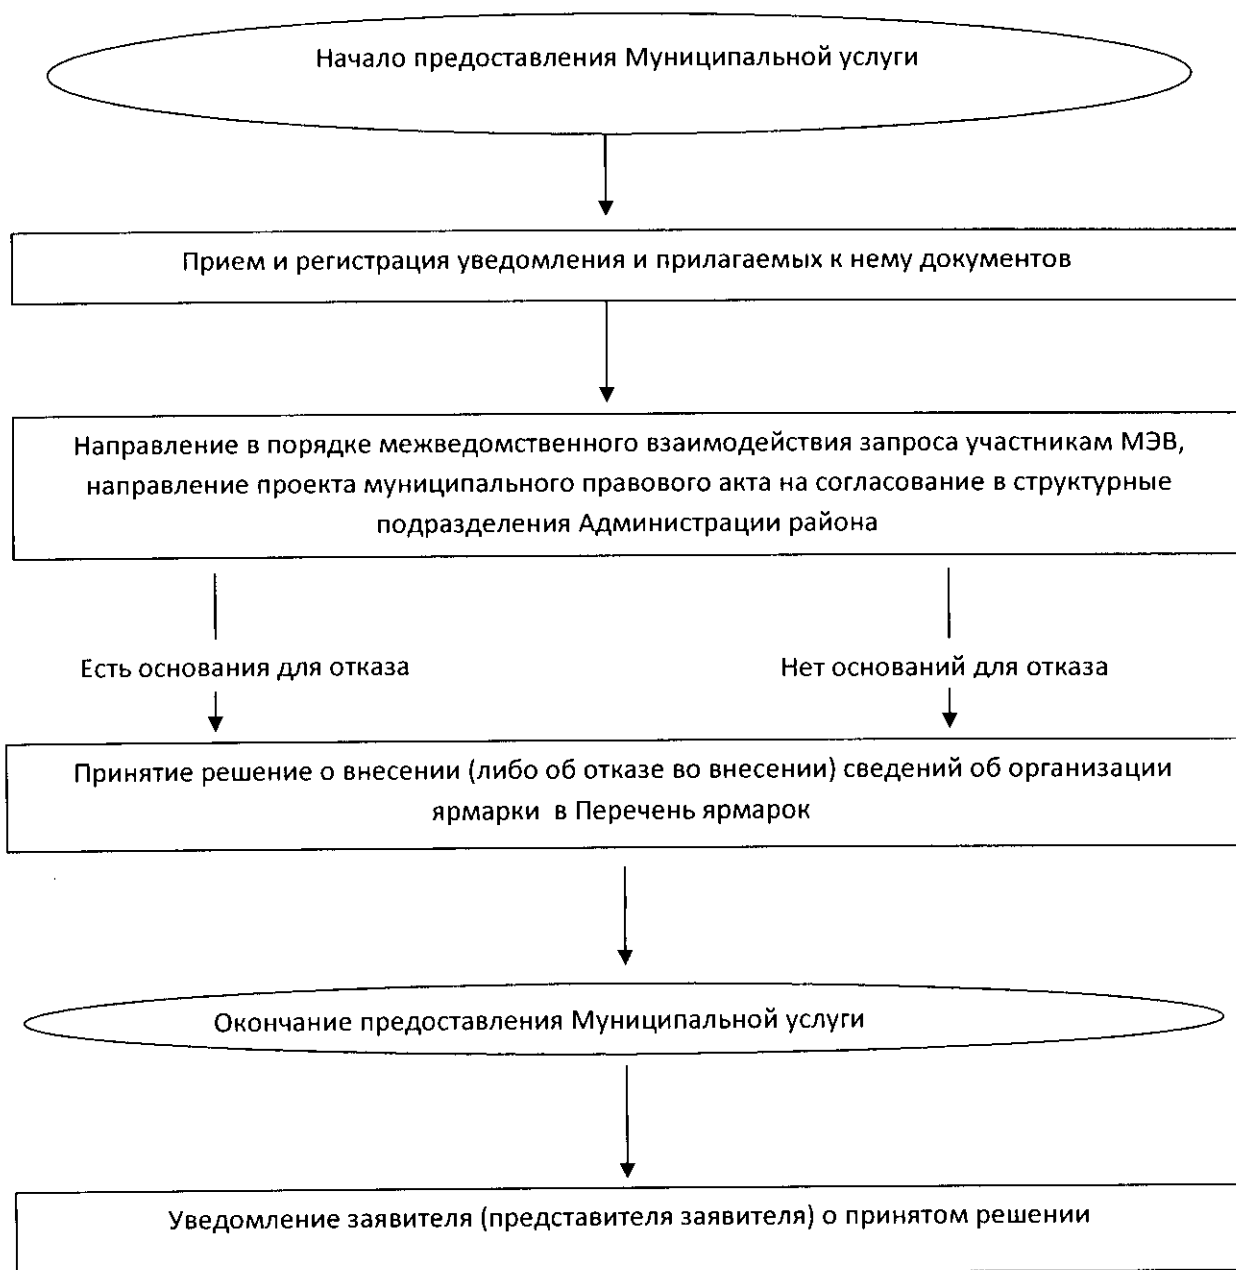 Начало предоставления Муниципальной услуги
Прием и регистрация уведомления и прилагаемых к нему документов
Направление в порядке межведомственного взаимодействия запроса участникам МЭВ,
направление проекта муниципального правового акта на согласование в структурные
подразделения Администрации района
Есть основания для отказа
Нет оснований для отказа
Принятие решение о внесении (либо об отказе во внесении) сведений об организации
ярмарки в Перечень ярмарок
Окончание предоставления Муниципальной услуги
Уведомление заявителя (представителя заявителя) о принятом решении